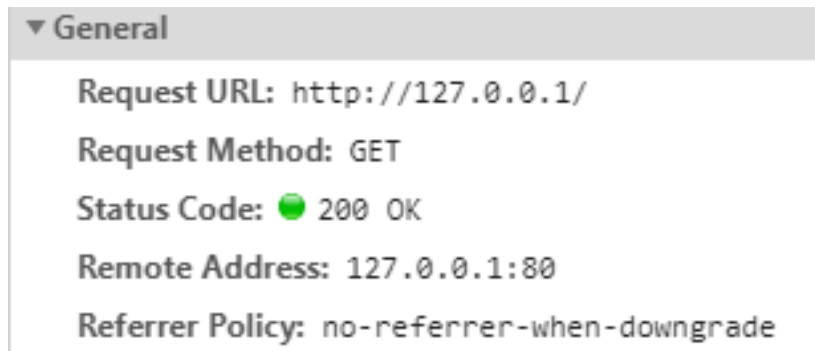 General
Request URL: http://127.0.0.1/
Request Method: GET
Status Code: 200 OK
Remote Address: 127.0.0.1:80
Referrer Policy: no-referrer-when-downgrade